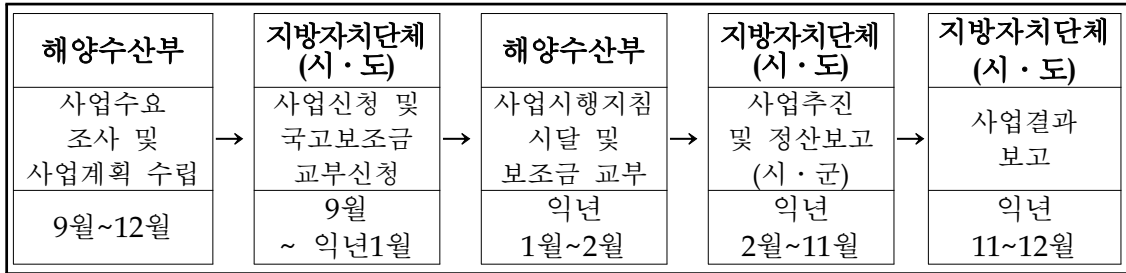 해양수산부
사업수요
조사 및
사업계획 수립
9월~12월
→
지방자치단체
(시ㆍ도)
사업신청 및
국고보조금
교부신청
9월
~ 익년1월
→
해양수산부
사업시행지침
시달 및
보조금 교부
익년
1월~2월
→
지방자치단체
(시ㆍ도)
사업추진
및 정산보고
(시ㆍ군)
익년
2월~11월
→
지방자치단체
(시ㆍ도)
사업결과
보고
익년
11~12월